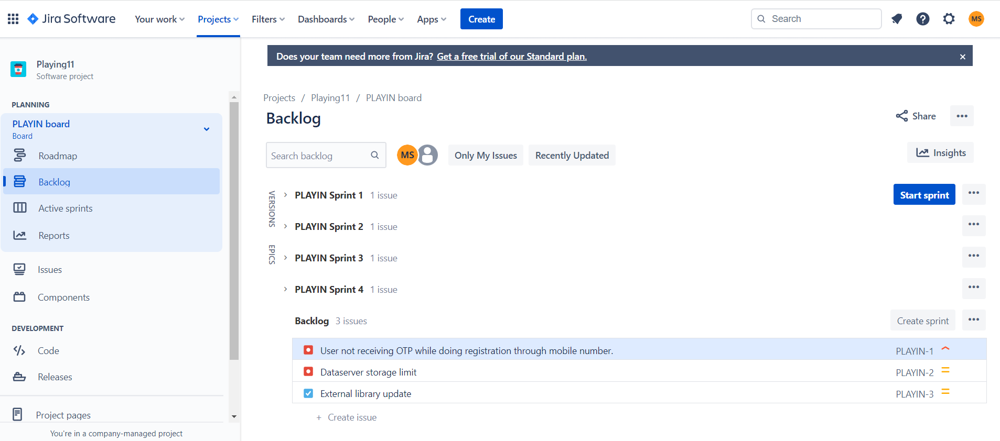 Jira Software Your work Projects Filters Dashboards People Apps Create Search MS
Does your team need more from Jira? Get a free trial of our Standard plan. ×
Playing11
Software project
PLANNING
PLAYIN board
Board
Roadmap
Backlog
Active sprints
Reports
Issues
Components
DEVELOPMENT
Code
Releases
Project pages
You're in a company-managed project
Projects / Playing11 / PLAYIN board
Backlog
Share
Search backlog MS Only My Issues Recently Updated Insights
VERSIONS
EPICS
PLAYIN Sprint 1 1 issue Start sprint
PLAYIN Sprint 2 1 issue
PLAYIN Sprint 3 1 issue
PLAYIN Sprint 4 1 issue
Backlog 3 issues Create sprint
User not receiving OTP while doing registration through mobile number. PLAYIN-1
Dataserver storage limit PLAYIN-2
External library update PLAYIN-3
+ Create issue